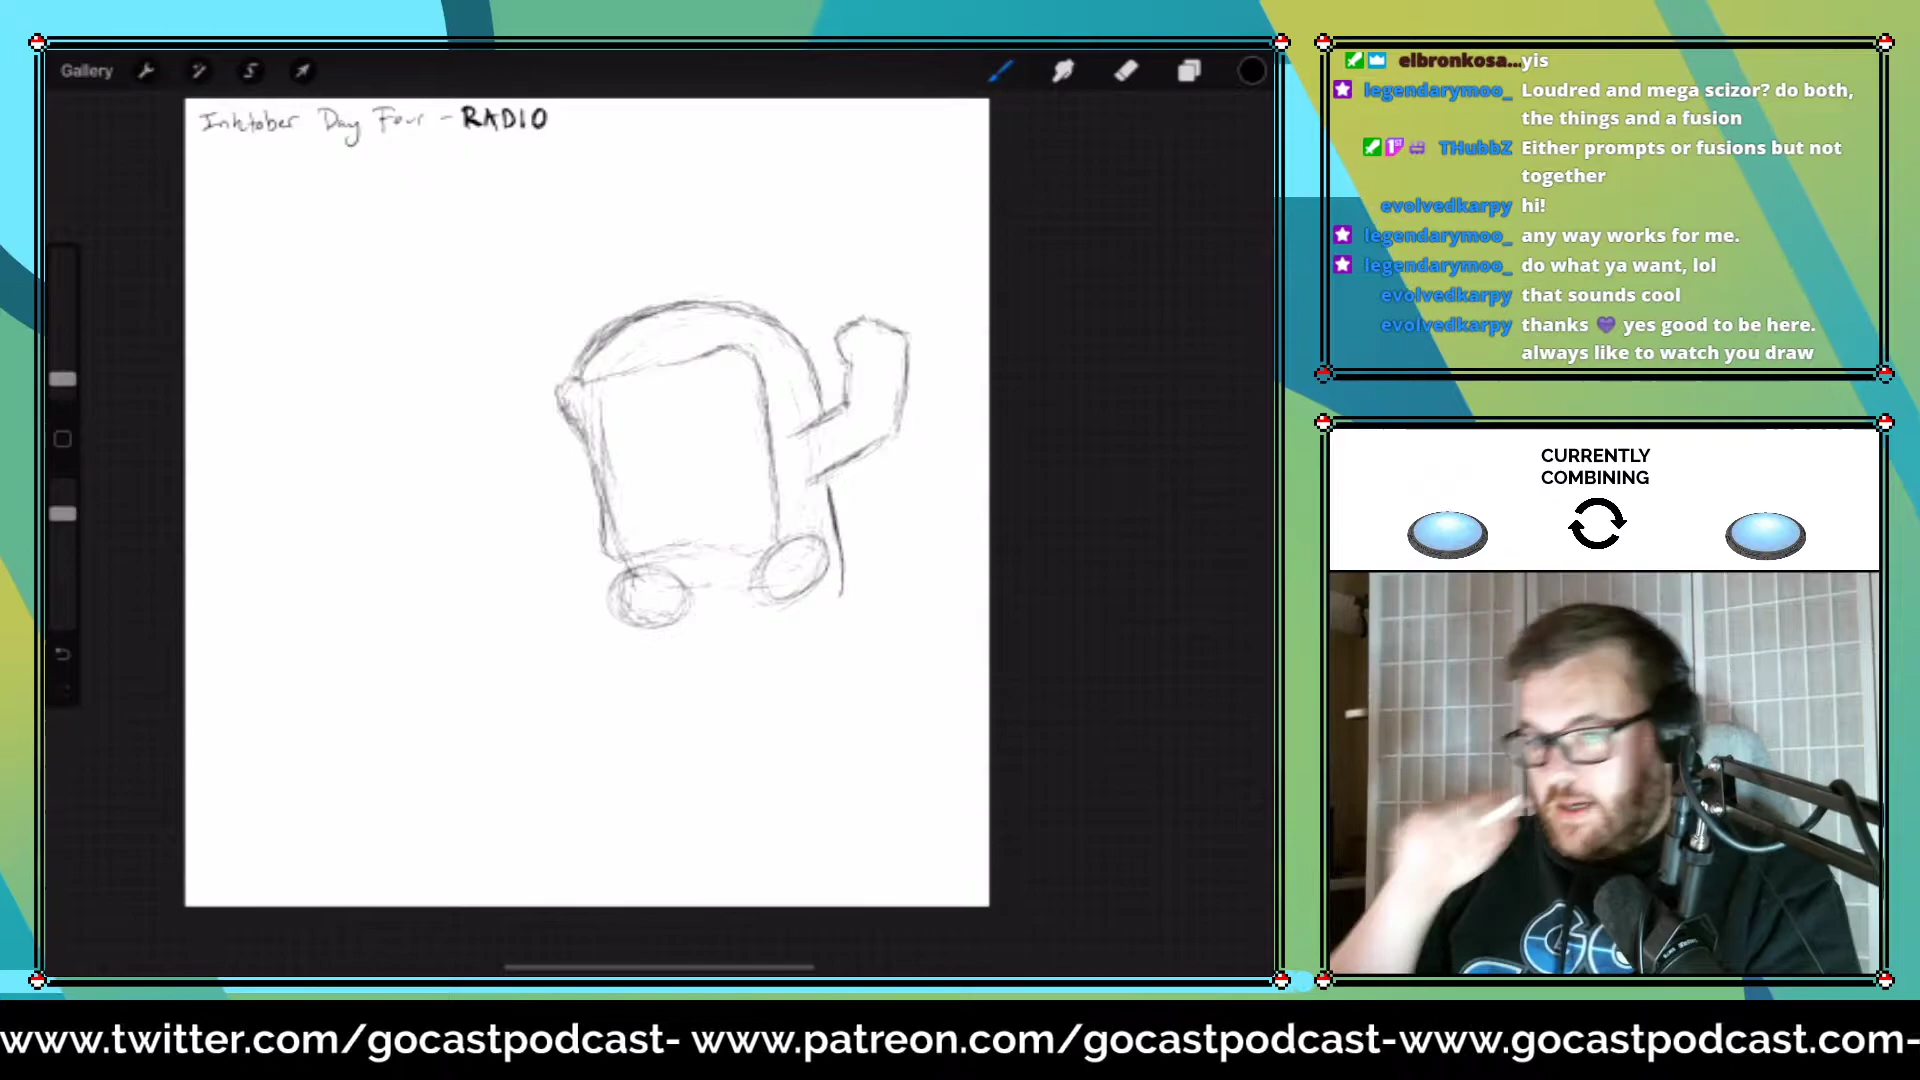 Gallery
Inktober Day Four - RADIO
elbronkosa... yis
legendarymoo_ Loudred and mega scizor? do both,
the things and a fusion
THubbZ Either prompts or fusions but not
together
evolvedkarpy hi!
legendarymoo_ any way works for me.
legendarymoo_ do what ya want, lol
evolvedkarpy that sounds cool
evolvedkarpy thanks 💜 yes good to be here.
always like to watch you draw
CURRENTLY
COMBINING
www.twitter.com/gocastpodcast- www.patreon.com/gocastpodcast-www.gocastpodcast.com-